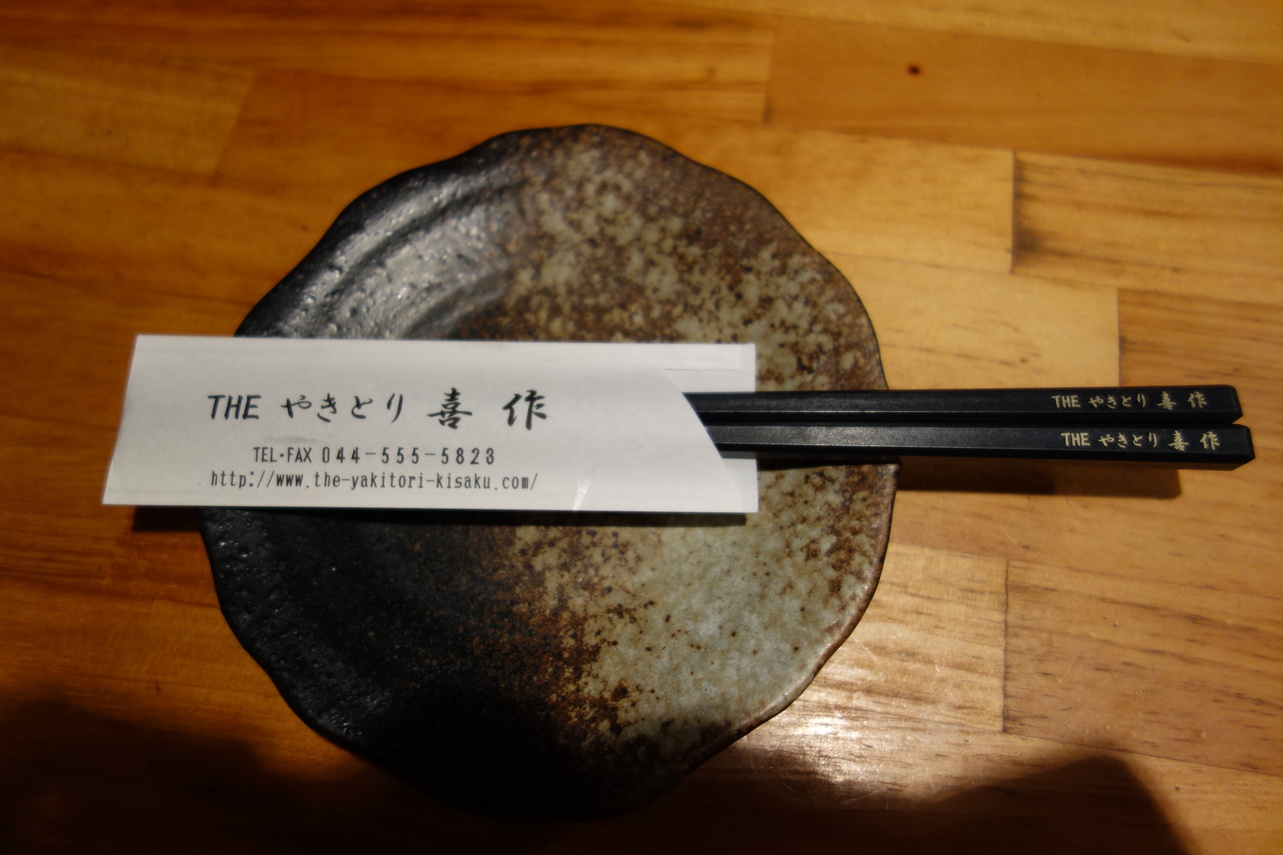 THE やきとり 喜 作
TEL・FAX 044-555-5823
http://www.the-yakitori-kisaku.com/
THE やきとり 喜 作
THE やきとり 喜 作